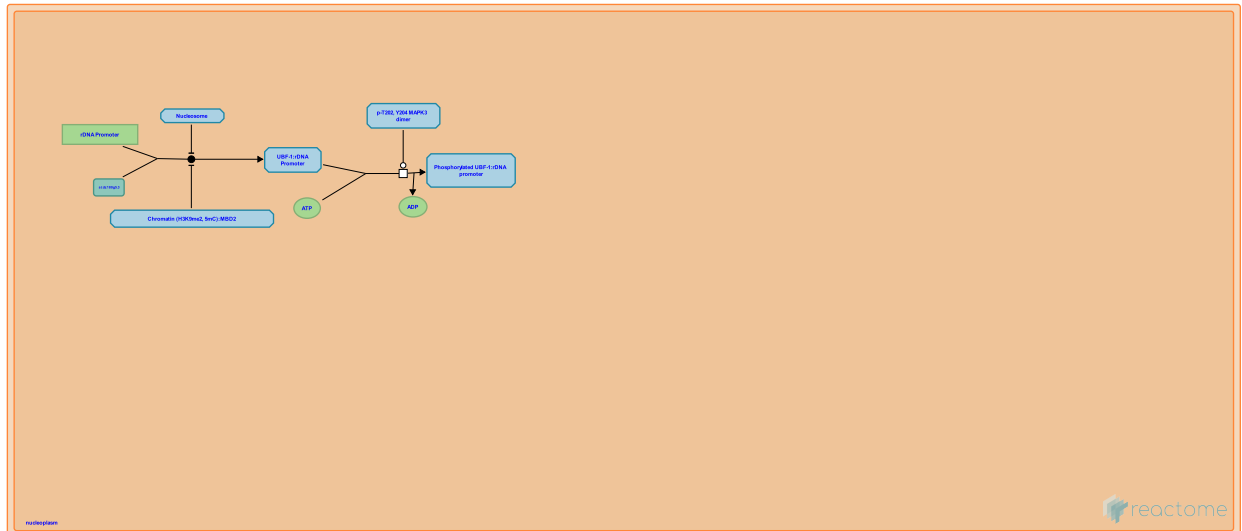 p-T202, Y204 MAPK3
dimer
Nucleosome
rDNA Promoter
UBF-1:rDNA
Promoter
Phosphorylated UBF-1:rDNA
promoter
ATP
ADP
Chromatin (H3K9me2, 5mC):MBD2
nucleoplasm
reactome